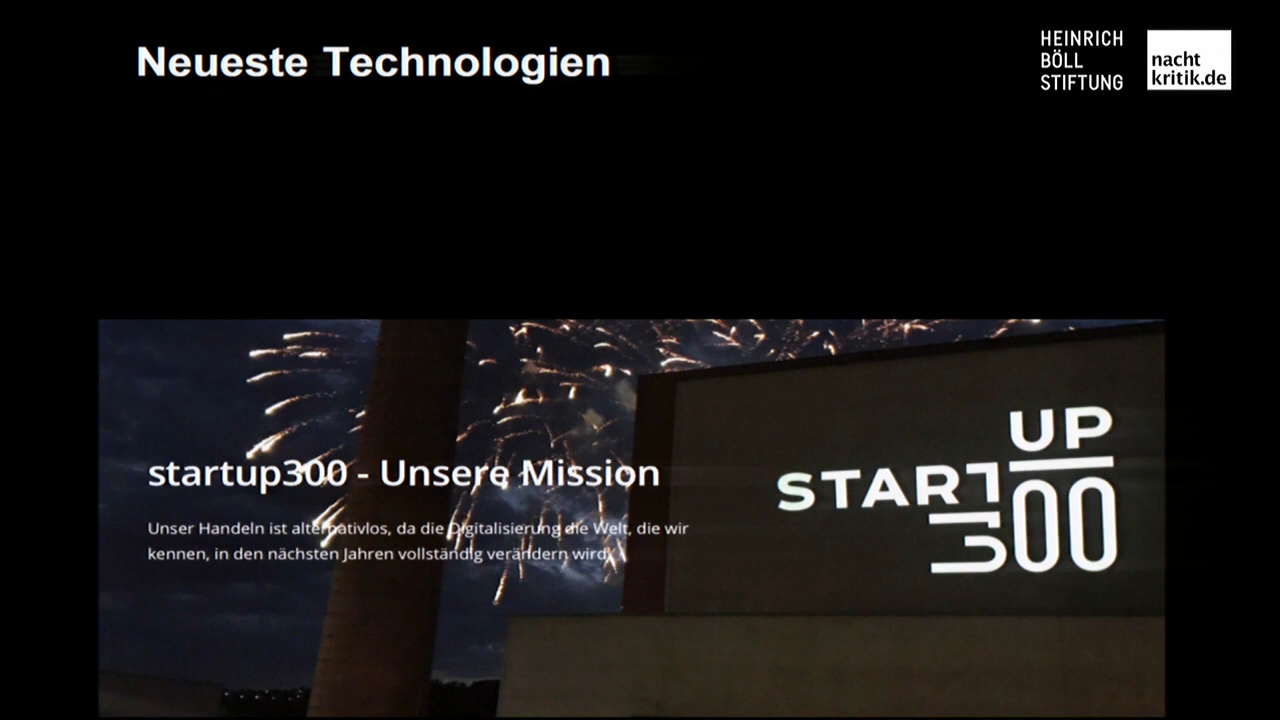 Neueste Technologien
HEINRICH
BÖLL
STIFTUNG
nacht
kritik.de
startup300 - Unsere Mission
Unser Handeln ist alternativlos, da die Digitalisierung die Welt, die wir
kennen, in den nächsten Jahren vollständig verändern wird.
UP
START
300